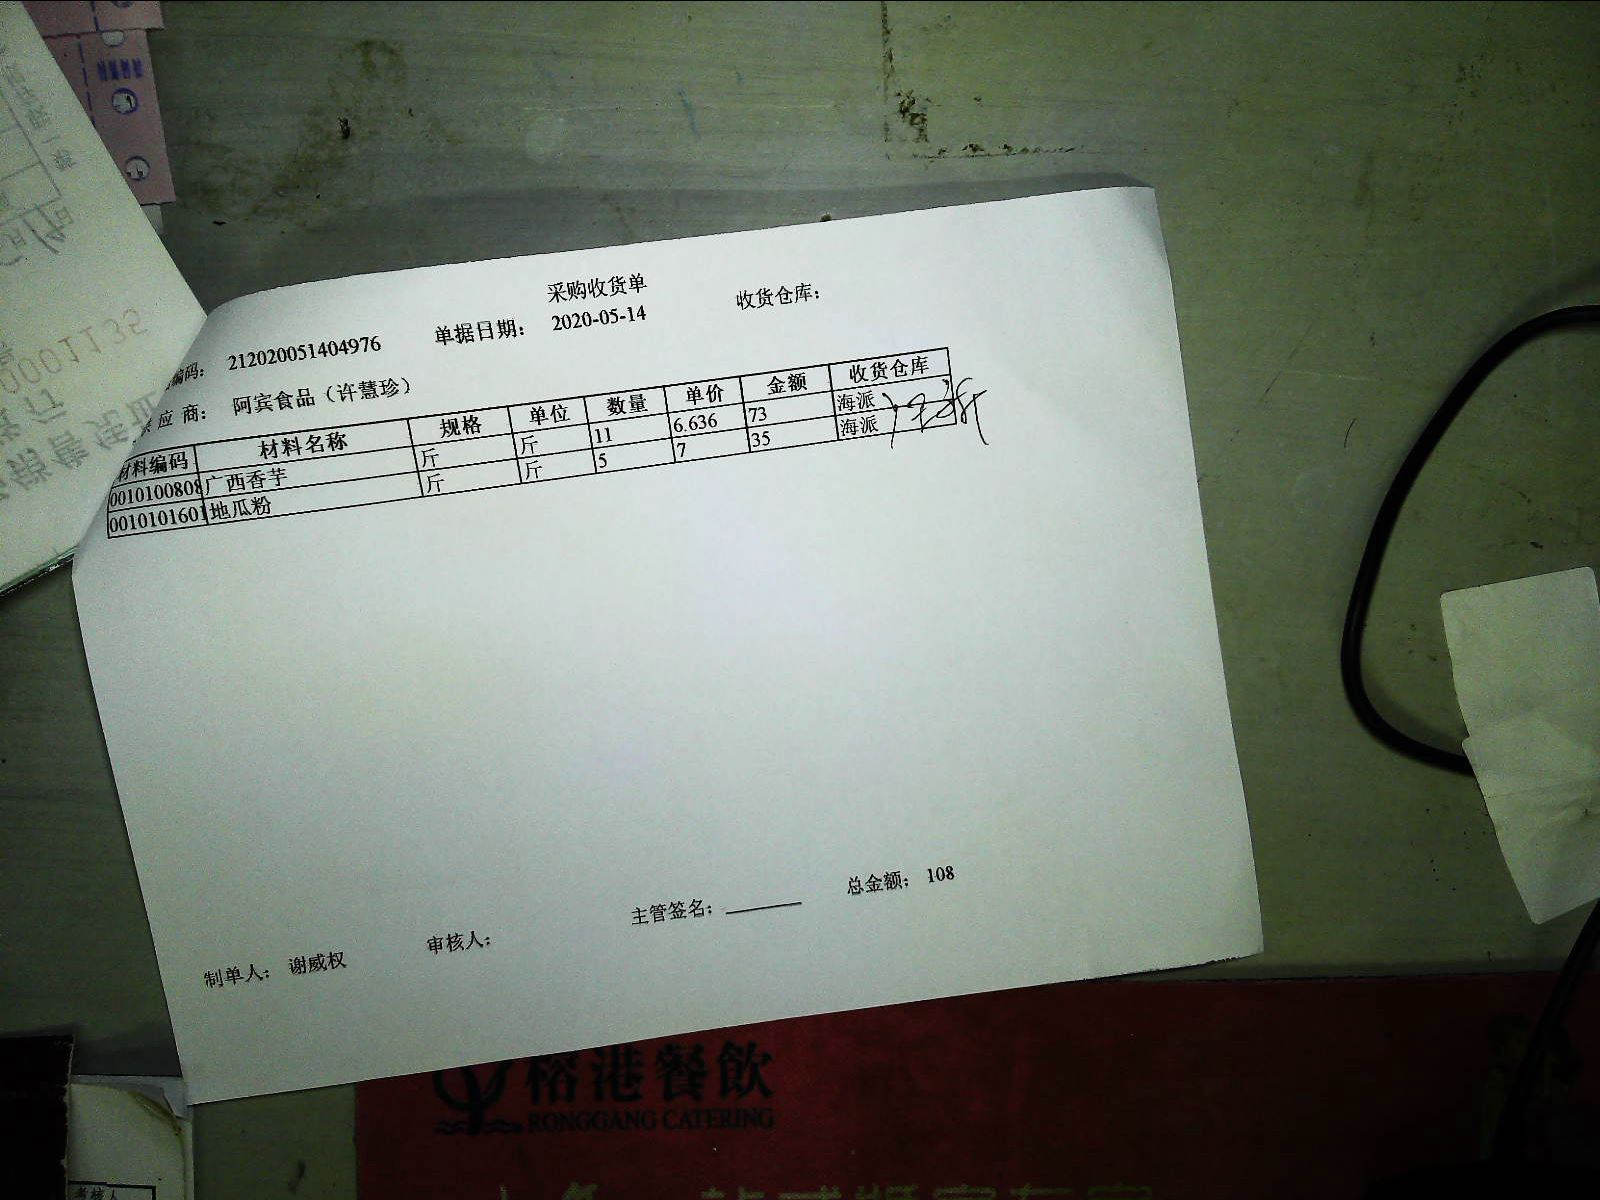 采购收货单
编码： 212020051404976 单据日期： 2020-05-14 收货仓库：
应 商： 阿宾食品（许慧珍）
材料编码 材料名称 规格 单位 数量 单价 金额 收货仓库
0010100808 广西香芋 斤 斤 11 6.636 73 海派
0010101601 地瓜粉 斤 斤 5 7 35 海派
主管签名： 总金额： 108
制单人： 谢威权 审核人：
榕港餐飲
RONGGANG CATERING
0001135
审核人